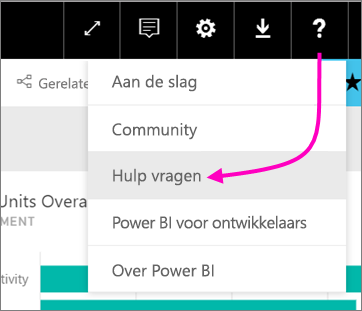 ?
Gerelate
Aan de slag
Community
Hulp vragen
Units Overa
MENT
Power BI voor ontwikkelaars
tivity
Over Power BI